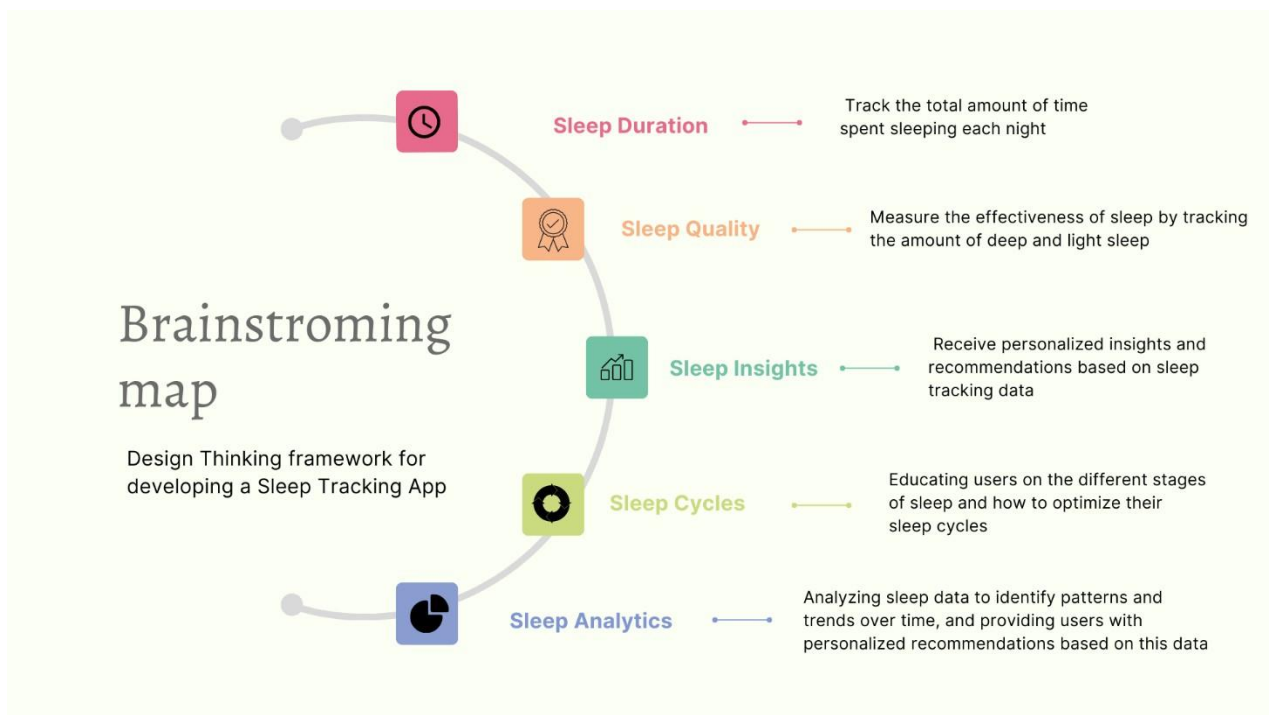 Brainstroming
map
Design Thinking framework for
developing a Sleep Tracking App
Sleep Duration
Track the total amount of time
spent sleeping each night
Sleep Quality
Measure the effectiveness of sleep by tracking
the amount of deep and light sleep
Sleep Insights
Receive personalized insights and
recommendations based on sleep
tracking data
Sleep Cycles
Educating users on the different stages
of sleep and how to optimize their
sleep cycles
Sleep Analytics
Analyzing sleep data to identify patterns and
trends over time, and providing users with
personalized recommendations based on this data